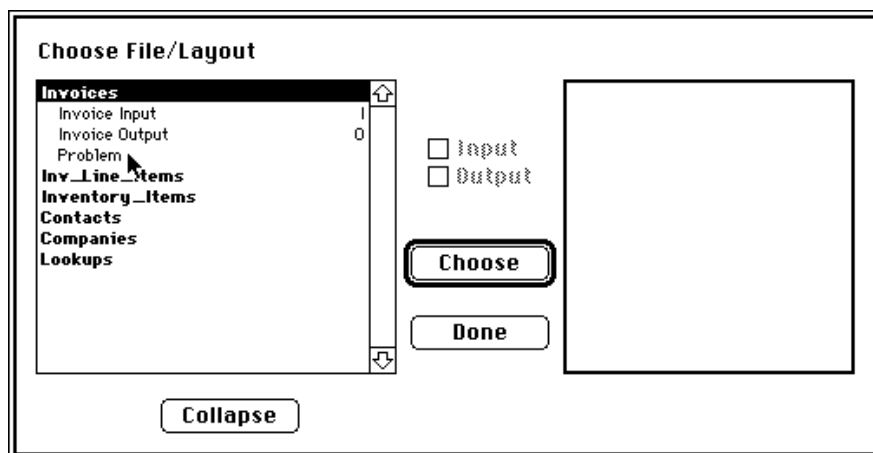 Choose File/Layout
Invoices
Invoice Input I
Invoice Output O
Problem
Inv_Line_Items
Inventory_Items
Contacts
Companies
Lookups
Input
Output
Choose
Done
Collapse